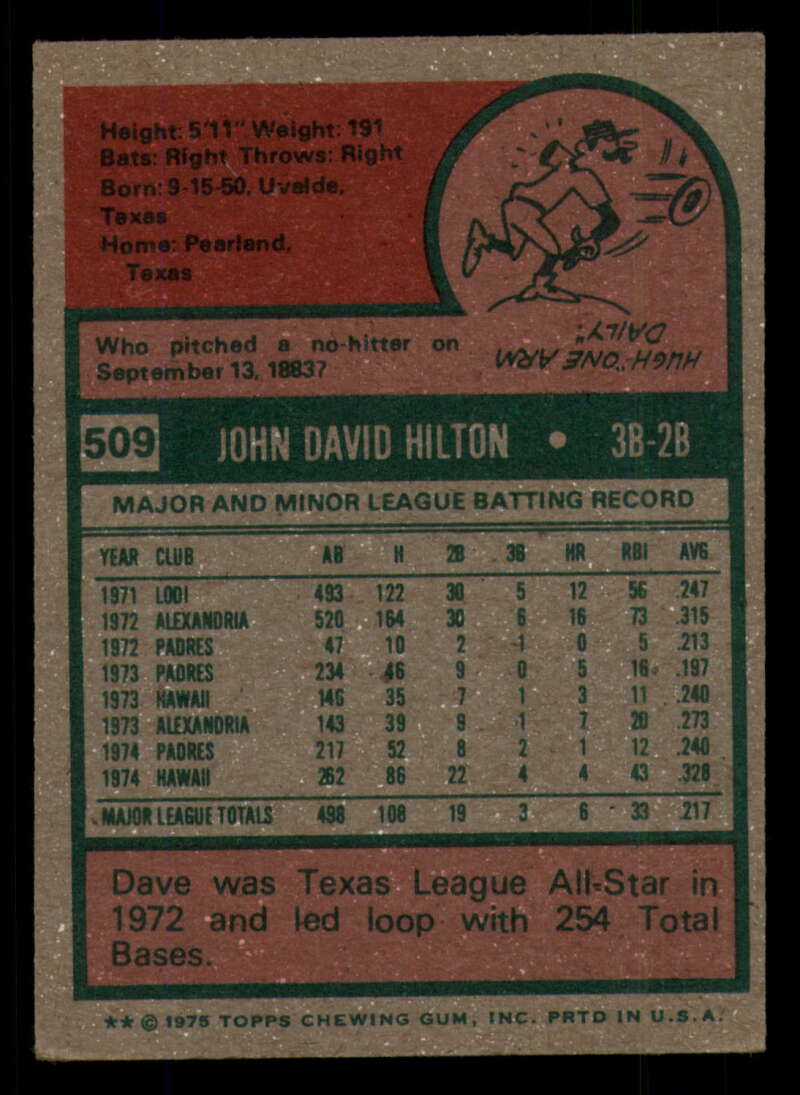 Height: 5'11" Weight: 191
Bats: Right Throws: Right
Born: 9-15-50, Uvalde,
Texas
Home: Pearland,
Texas
Who pitched a no-hitter on
September 13, 1883?
HUGH "ONE ARM
DAILY."
509 JOHN DAVID HILTON • 3B-2B
MAJOR AND MINOR LEAGUE BATTING RECORD
YEAR CLUB AB H 2B 3B HR RBI AVG.
1971 LODI 493 122 30 5 12 56 .247
1972 ALEXANDRIA 520 164 30 6 16 73 .315
1972 PADRES 47 10 2 1 0 5 .213
1973 PADRES 234 46 9 0 5 16 .197
1973 HAWAII 146 35 7 1 3 11 .240
1973 ALEXANDRIA 143 39 9 1 7 20 .273
1974 PADRES 217 52 8 2 1 12 .240
1974 HAWAII 262 86 22 4 4 43 .328
MAJOR LEAGUE TOTALS 498 108 19 3 6 33 .217
Dave was Texas League All-Star in
1972 and led loop with 254 Total
Bases.
** © 1975 TOPPS CHEWING GUM, INC. PRTD IN U.S.A.